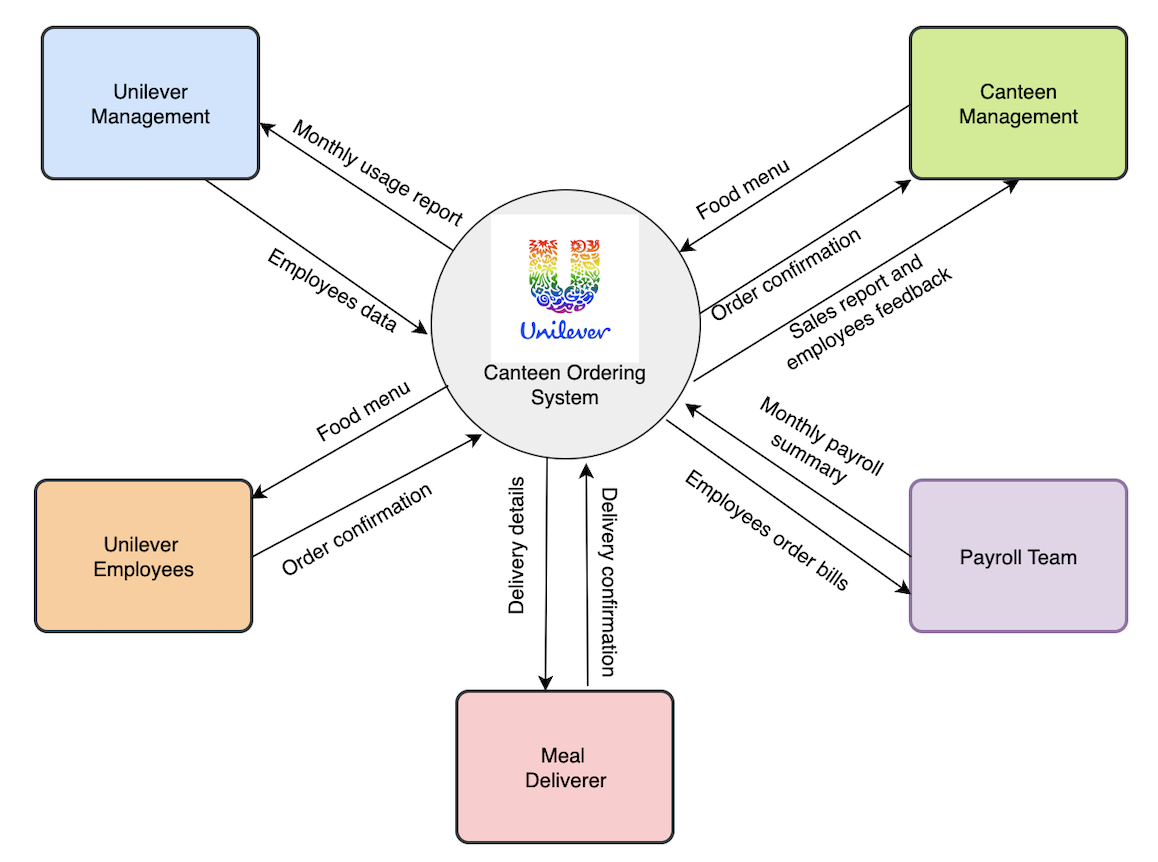 Unilever
Management
Canteen
Management
Monthly usage report
Food menu
Employees data
Order confirmation
Sales report and
employees feedback
Unilever
Canteen Ordering
System
Food menu
Order confirmation
Monthly payroll
summary
Employees order bills
Delivery details
Delivery confirmation
Unilever
Employees
Payroll Team
Meal
Deliverer